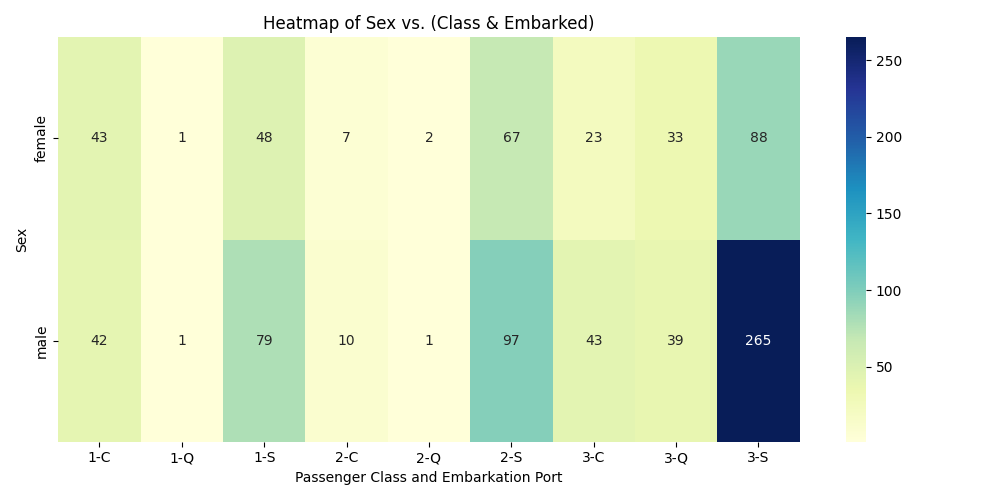 Heatmap of Sex vs. (Class & Embarked)
female
43 1 48 7 2 67 23 33 88
Sex
male
42 1 79 10 1 97 43 39 265
1-C 1-Q 1-S 2-C 2-Q 2-S 3-C 3-Q 3-S
Passenger Class and Embarkation Port
250
200
150
100
50